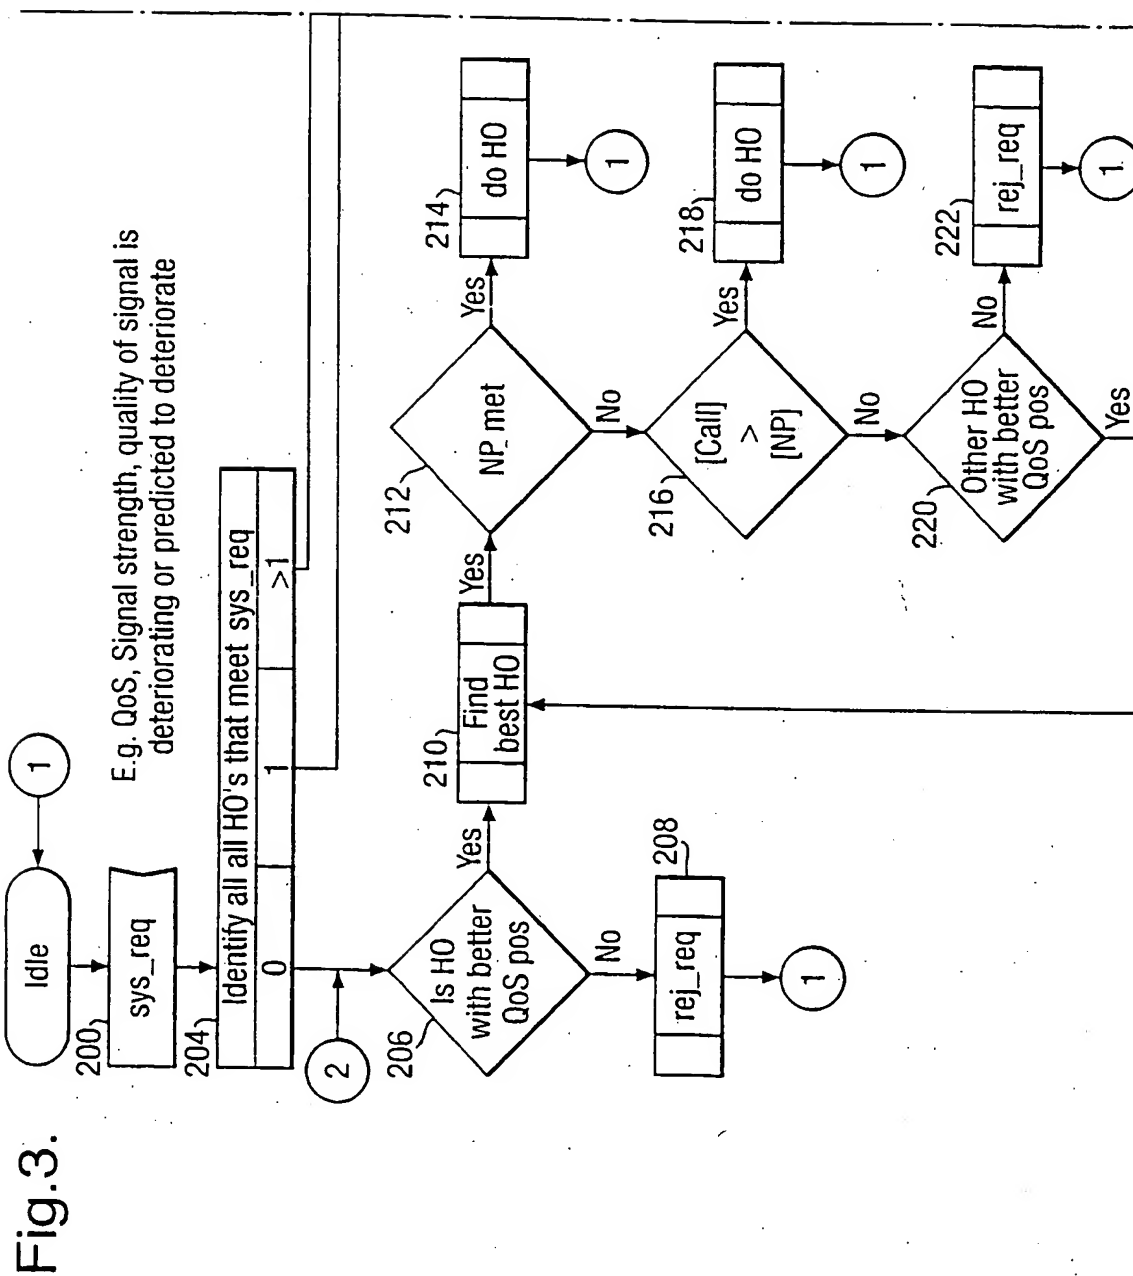 Fig.3.
1
Idle
200
sys_req
E.g. QoS, Signal strength, quality of signal is
deteriorating or predicted to deteriorate
204
Identify all all HO's that meet sys_req
0
1
>1
2
206
Is HO
with better
QoS pos
Yes
No
208
rej_req
1
210
Find
best HO
Yes
212
NP_met
Yes
No
214
do HO
1
216
[Call]
>
[NP]
Yes
No
218
do HO
1
220
Other HO
with better
QoS pos
No
Yes
222
rej_req
1